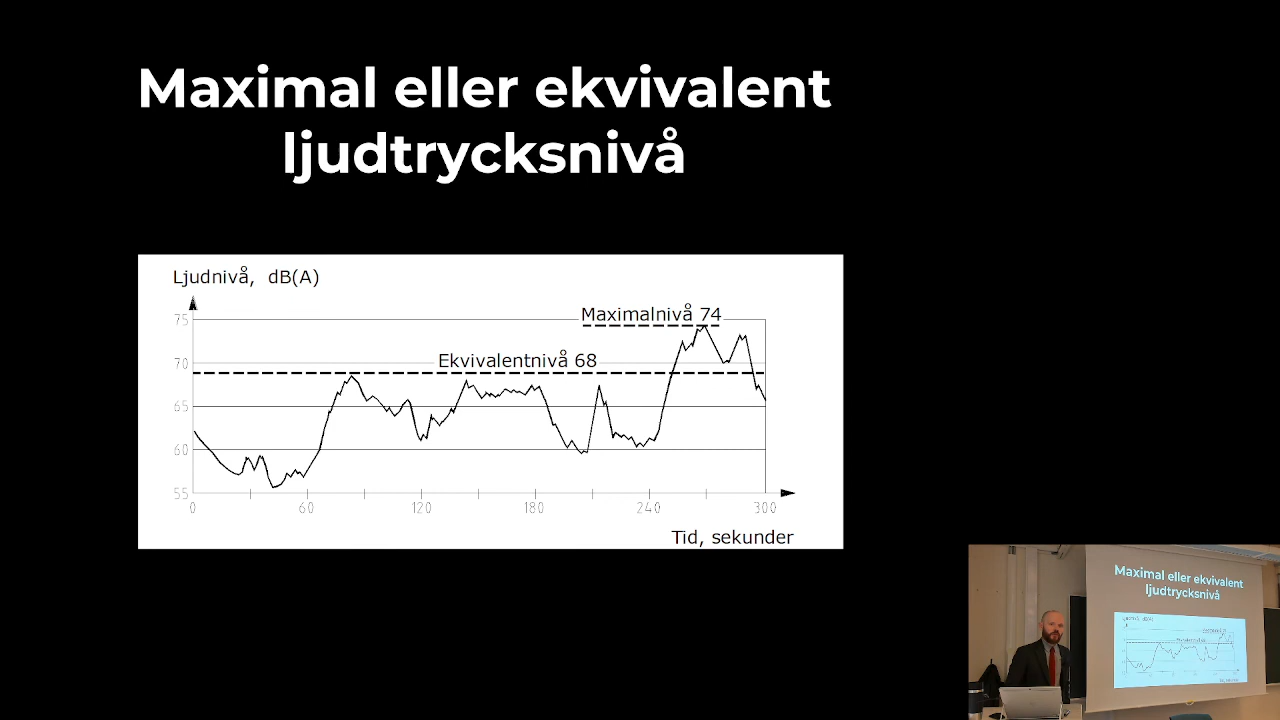 Maximal eller ekvivalent
ljudtrycksnivå
Ljudnivå, dB(A)
Maximalnivå 74
75
Ekvivalentnivå 68
70
65
60
55
0 60 120 180 240 300
Tid, sekunder
Maximal eller ekvivalent
ljudtrycksnivå